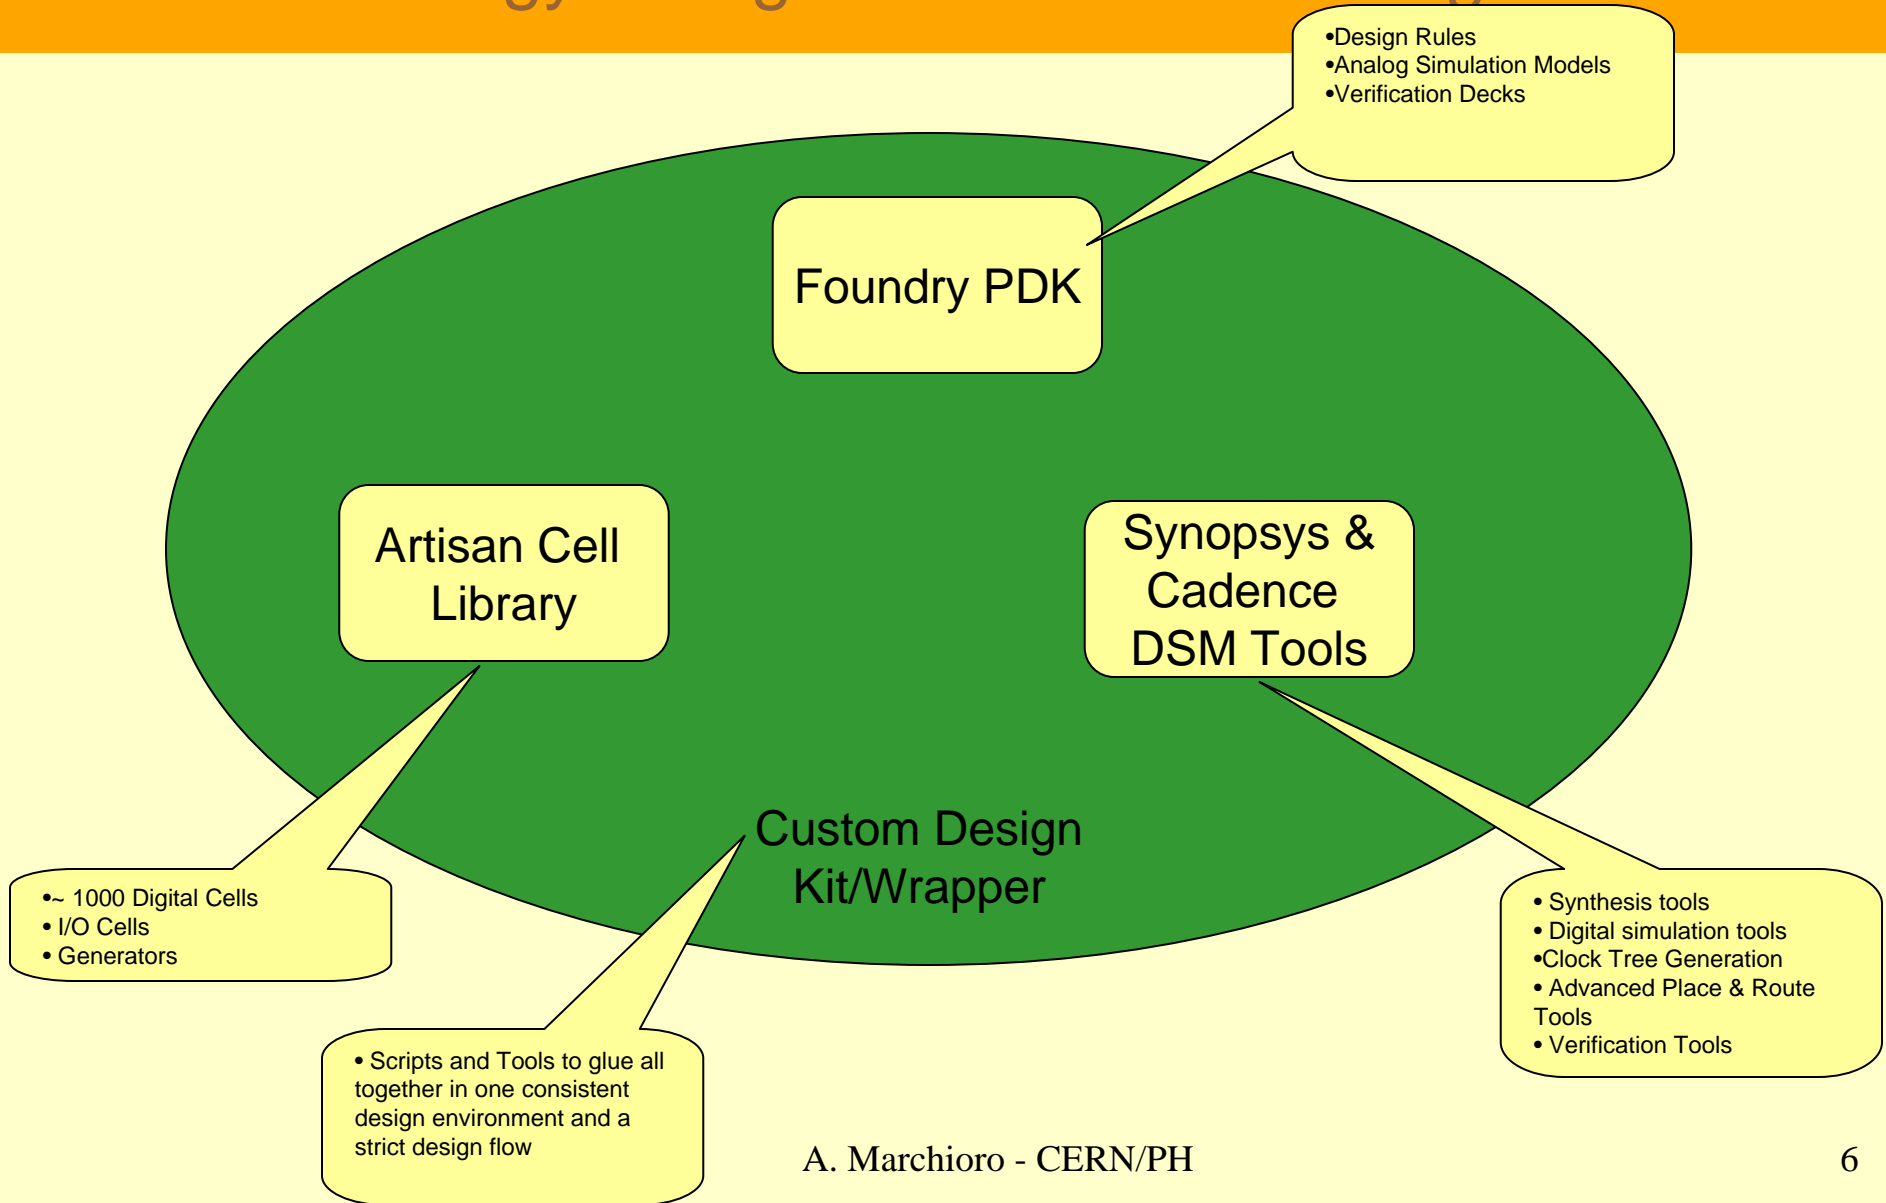 •Design Rules
•Analog Simulation Models
•Verification Decks
Foundry PDK
Artisan Cell
Library
Synopsys &
Cadence
DSM Tools
Custom Design
Kit/Wrapper
•~ 1000 Digital Cells
• I/O Cells
• Generators
• Synthesis tools
• Digital simulation tools
•Clock Tree Generation
• Advanced Place & Route
Tools
• Verification Tools
• Scripts and Tools to glue all
together in one consistent
design environment and a
strict design flow
A. Marchioro - CERN/PH
6